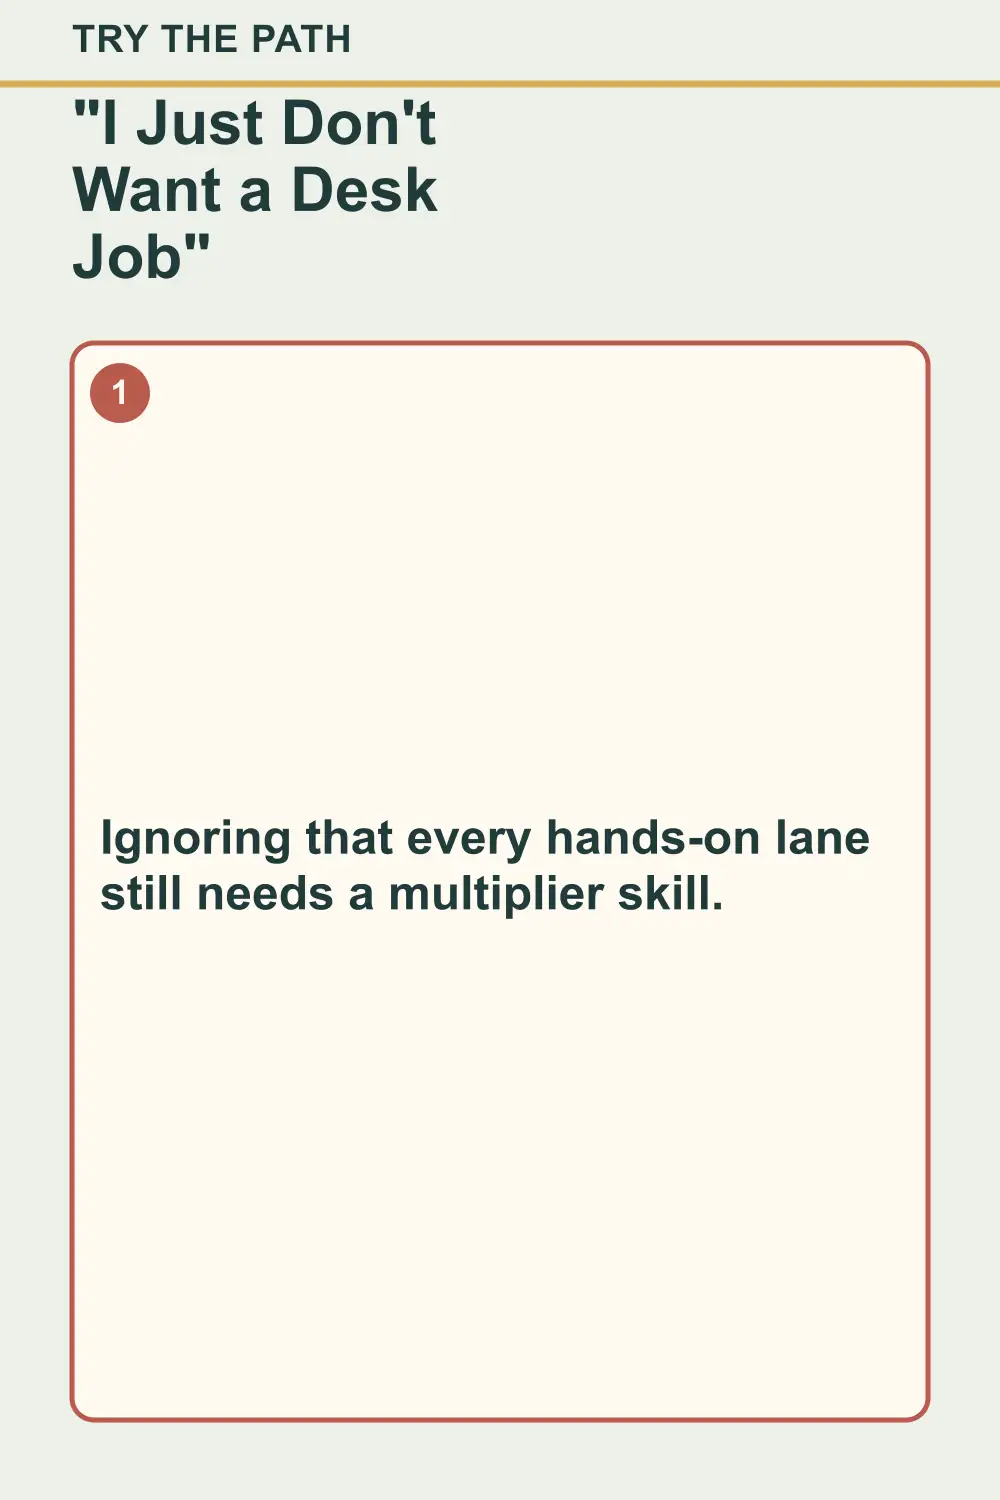 TRY THE PATH
"I Just Don't
Want a Desk
Job"
1
Ignoring that every hands-on lane
still needs a multiplier skill.